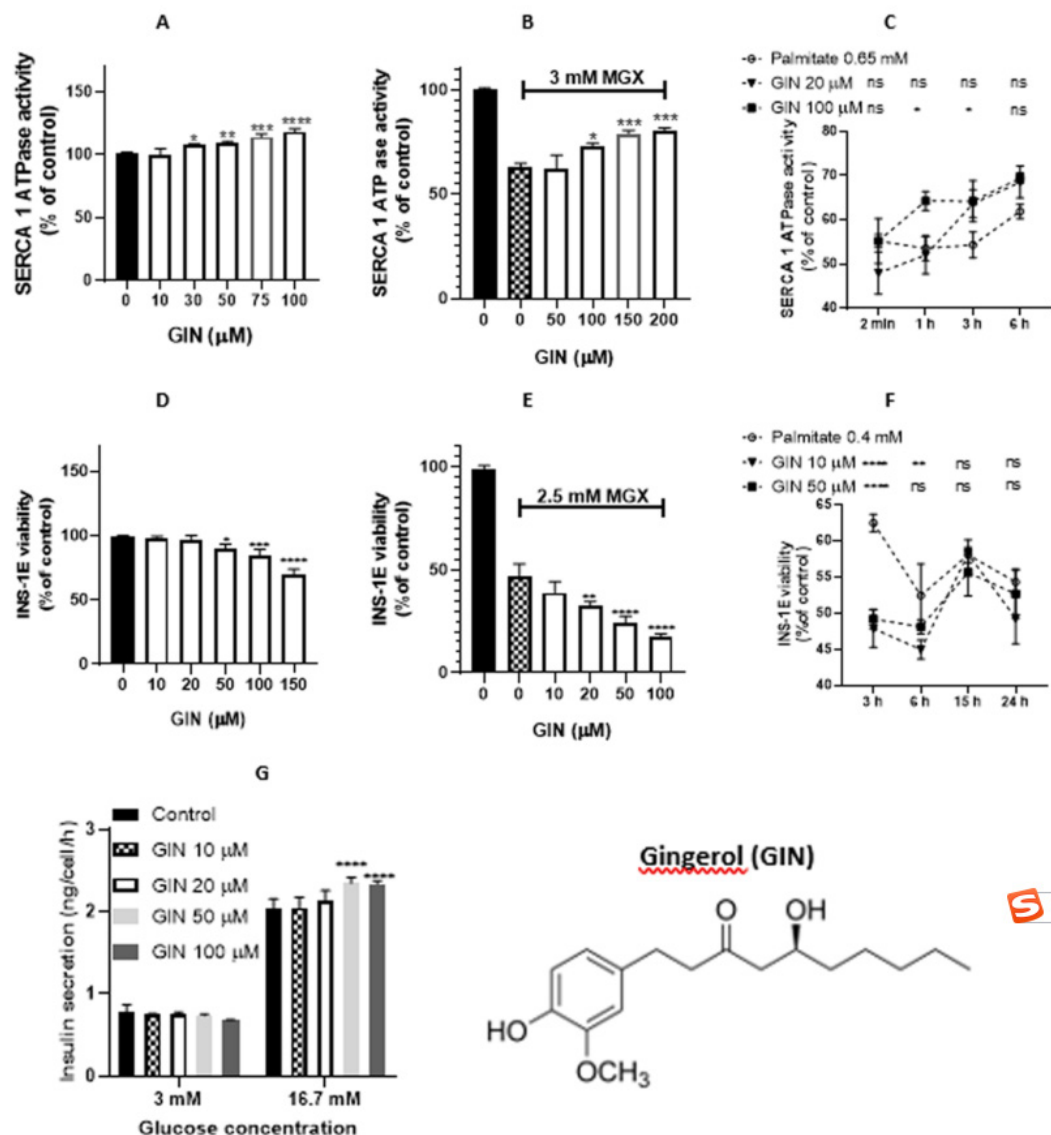 A
SERCA 1 ATPase activity
(% of control)
150
100
50
0
* ** *** ****
0 10 30 50 75 100
GIN (µM)
B
SERCA 1 ATP ase activity
(% of control)
100
75
50
25
0
3 mM MGX
* *** ***
0 0 50 100 150 200
GIN (µM)
C
Palmitate 0.65 mM
GIN 20 µM ns ns ns ns
GIN 100 µM ns * * ns
SERCA 1 ATPase activity
(% of control)
80
70
60
50
40
2 min 1 h 3 h 6 h
D
INS-1E viability
(% of control)
150
100
50
0
* *** ****
0 10 20 50 100 150
GIN (µM)
E
INS-1E viability
(% of control)
100
50
0
2.5 mM MGX
** **** ****
0 0 10 20 50 100
GIN (µM)
F
Palmitate 0.4 mM
GIN 10 µM **** ** ns ns
GIN 50 µM **** ns ns ns
INS-1E viability
(% of control)
65
60
55
50
45
40
3 h 6 h 15 h 24 h
G
Insulin secretion (ng/cell/h)
3
2
1
0
Control
GIN 10 µM
GIN 20 µM
GIN 50 µM
GIN 100 µM
**** ****
3 mM 16.7 mM
Glucose concentration
Gingerol (GIN)
O OH
HO
OCH3
S